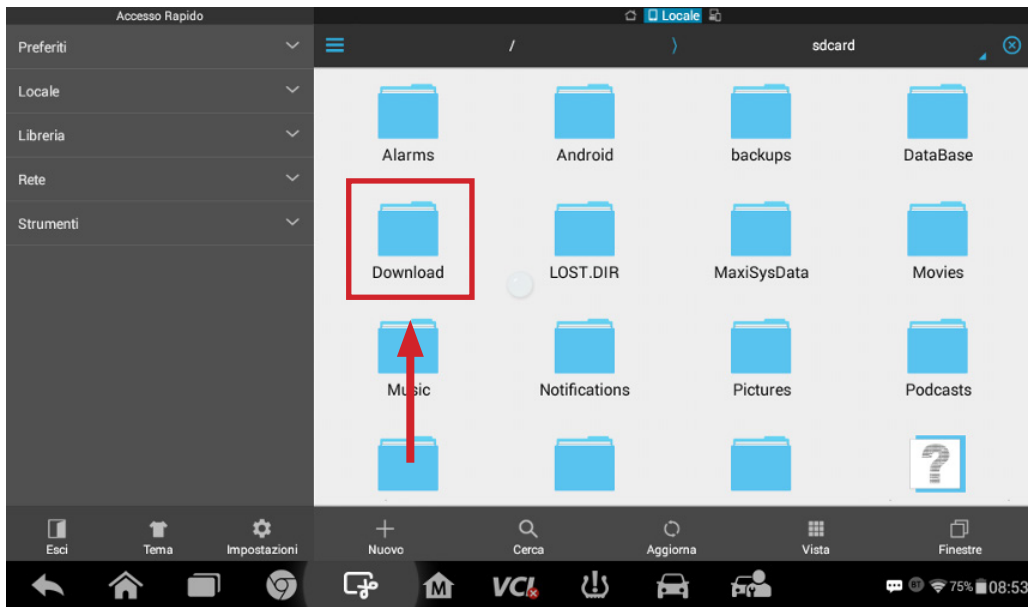 Accesso Rapido
Locale
Preferiti
/ sdcard
Locale
Libreria
Rete
Strumenti
Alarms Android backups DataBase
Download LOST.DIR MaxiSysData Movies
Music Notifications Pictures Podcasts
?
Esci Tema Impostazioni Nuovo Cerca Aggiorna Vista Finestre
M VCI BT 75% 08:53